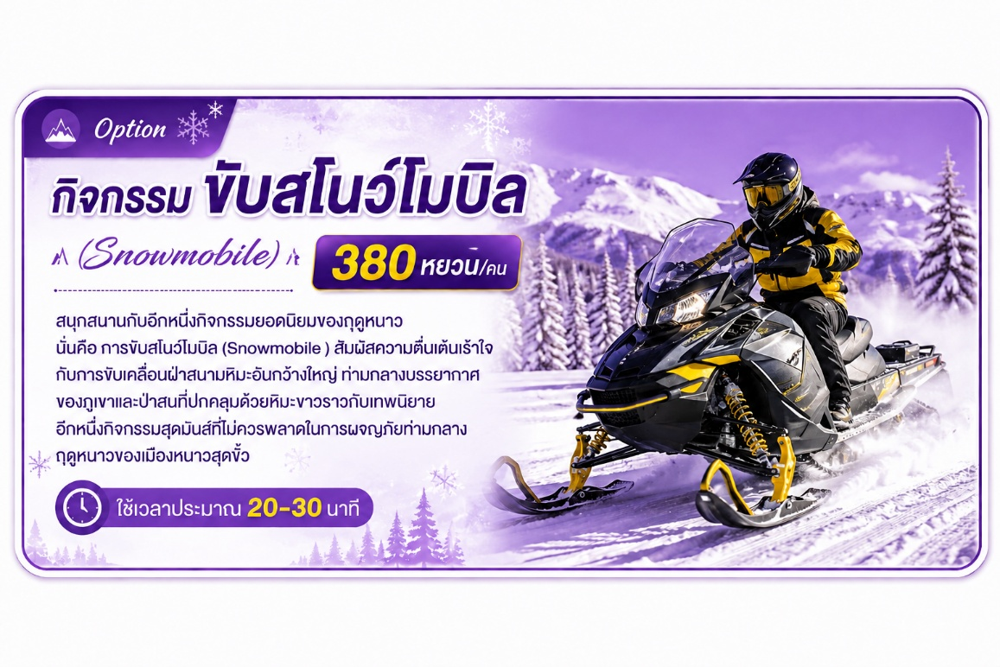 Option
กิจกรรม ขับสโนว์โมบิล
(Snowmobile)
380 หยวน/คน
สนุกสนานกับอีกหนึ่งกิจกรรมยอดนิยมของฤดูหนาว
นั่นคือ การขับสโนว์โมบิล (Snowmobile ) สัมผัสความตื่นเต้นเร้าใจ
กับการขับเคลื่อนฝ่าสนามหิมะอันกว้างใหญ่ ท่ามกลางบรรยากาศ
ของภูเขาและป่าสนที่ปกคลุมด้วยหิมะขาวราวกับเทพนิยาย
อีกหนึ่งกิจกรรมสุดมันส์ที่ไม่ควรพลาดในการผจญภัยท่ามกลาง
ฤดูหนาวของเมืองหนาวสุดขั้ว
ใช้เวลาประมาณ 20-30 นาที